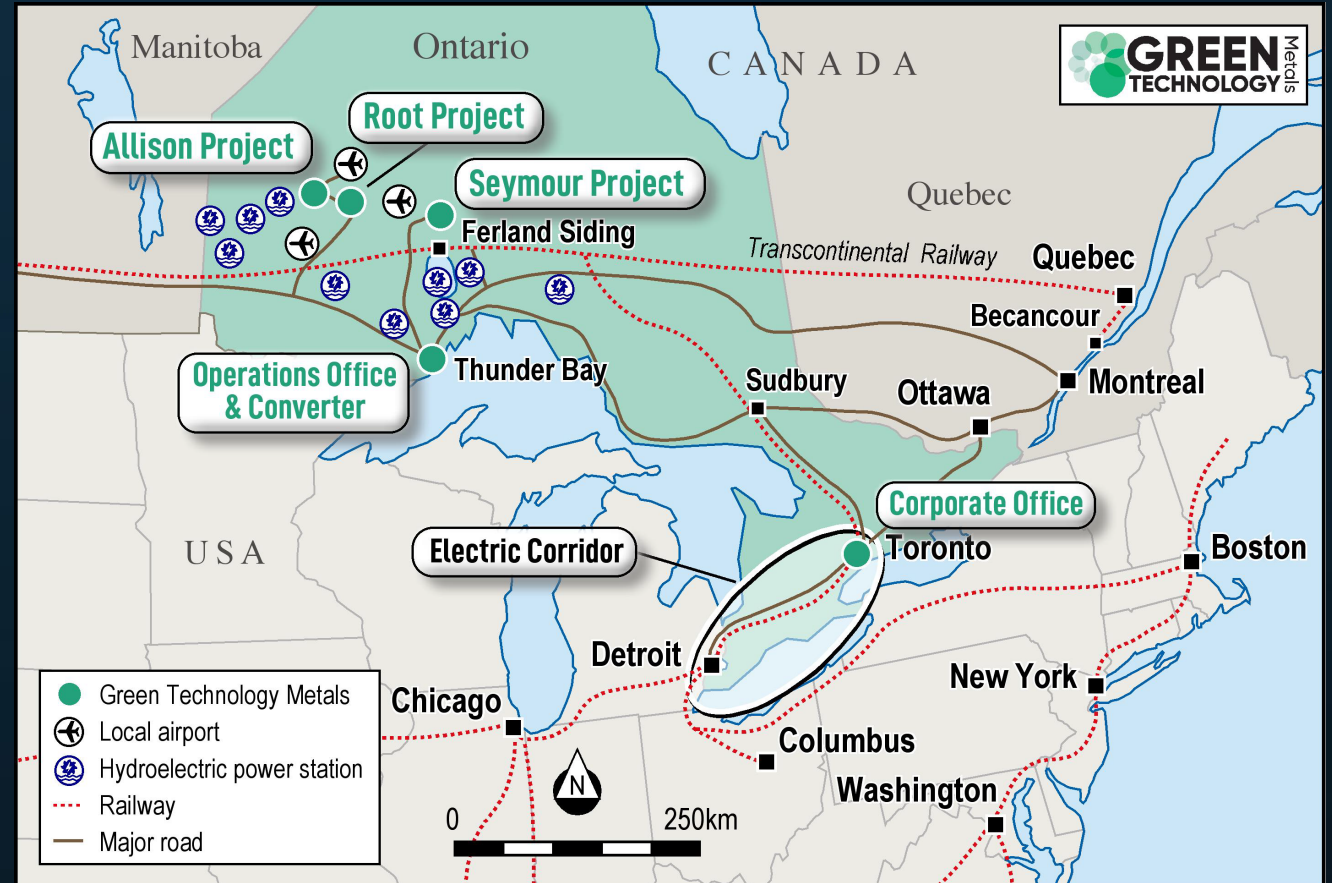 Manitoba
Ontario
CANADA
GREEN
TECHNOLOGY
Metals
Root Project
Allison Project
Seymour Project
Quebec
Ferland Siding
Transcontinental Railway
Quebec
Becancour
Operations Office
& Converter
Thunder Bay
Sudbury
Ottawa
Montreal
Corporate Office
USA
Electric Corridor
Toronto
Boston
Detroit
New York
Chicago
Columbus
Washington
Green Technology Metals
Local airport
Hydroelectric power station
Railway
Major road
N
0 250km